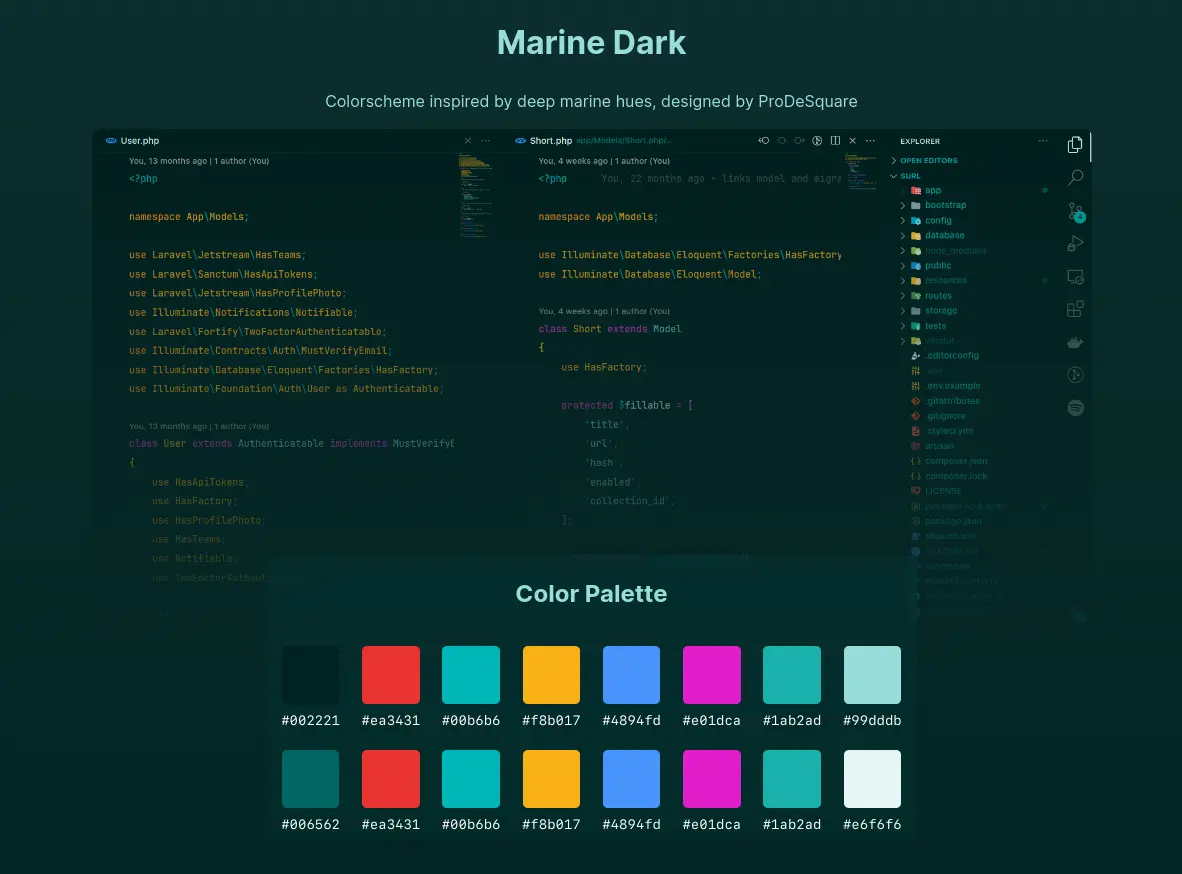 Marine Dark
Colorscheme inspired by deep marine hues, designed by ProDeSquare
User.php
You, 13 months ago | 1 author (You)
<?php
namespace App\Models;
use Laravel\Jetstream\HasTeams;
use Laravel\Sanctum\HasApiTokens;
use Laravel\Jetstream\HasProfilePhoto;
use Illuminate\Notifications\Notifiable;
use Laravel\Fortify\TwoFactorAuthenticatable;
use Illuminate\Contracts\Auth\MustVerifyEmail;
use Illuminate\Database\Eloquent\Factories\HasFactory;
use Illuminate\Foundation\Auth\User as Authenticatable;
You, 13 months ago | 1 author (You)
class User extends Authenticatable implements MustVerifyE
{
use HasApiTokens;
use HasFactory;
use HasProfilePhoto;
use HasTeams;
use Notifiable;
use TwoFactorAuthent
Short.php app/Models/Short.php/...
You, 4 weeks ago | 1 author (You)
<?php You, 22 months ago • links model and migra
namespace App\Models;
use Illuminate\Database\Eloquent\Factories\HasFactory
use Illuminate\Database\Eloquent\Model;
You, 4 weeks ago | 1 author (You)
class Short extends Model
{
use HasFactory;
protected $fillable = [
'title',
'url',
'hash',
'enabled',
'collection_id',
];
EXPLORER
OPEN EDITORS
SURL
app
bootstrap
config
database
node_modules
public
resources
routes
storage
tests
vendor
.editorconfig
.env
.env.example
.gitattributes
.gitignore
.styleci.yml
artisan
composer.json
composer.lock
LICENSE
package-lock.json
package.json
phpunit.xml
README.md
server.php
4
Color Palette
#002221 #ea3431 #00b6b6 #f8b017 #4894fd #e01dca #1ab2ad #99dddb
#006562 #ea3431 #00b6b6 #f8b017 #4894fd #e01dca #1ab2ad #e6f6f6